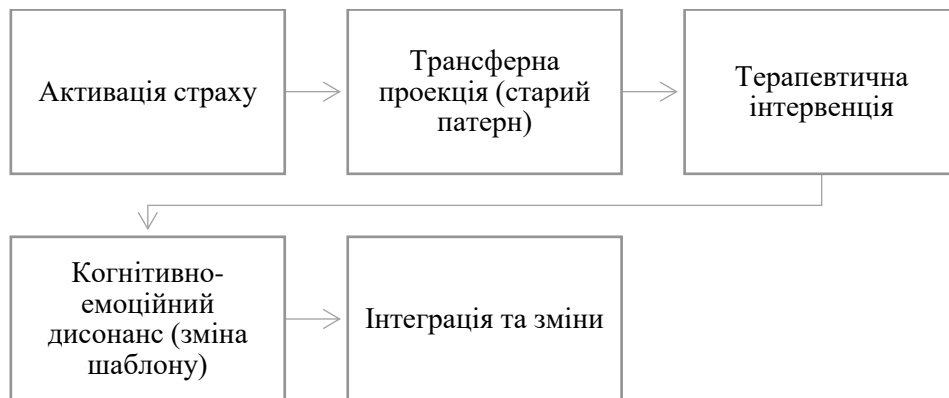 Активація страху
Трансферна
проекція (старий
патерн)
Терапевтична
інтервенція
Когнітивно-
емоційний
дисонанс (зміна
шаблону)
Інтеграція та зміни